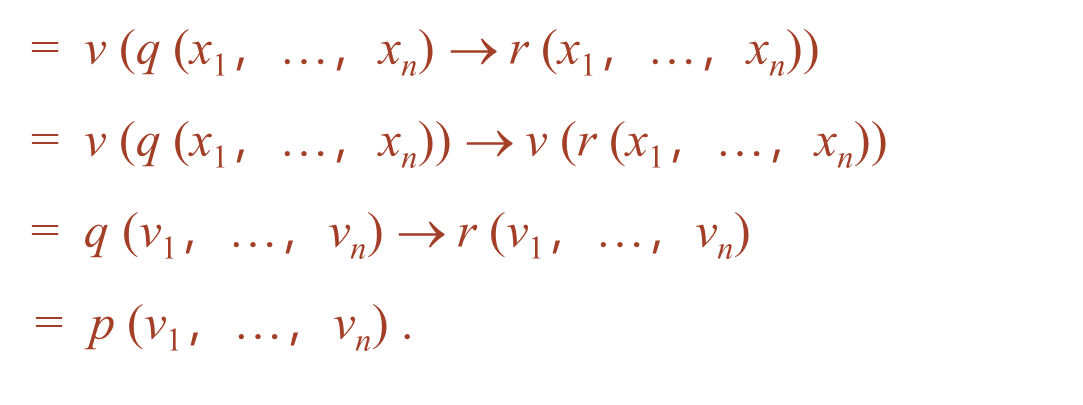 = v (q (x₁, …, xₙ) → r (x₁, …, xₙ))
= v (q (x₁, …, xₙ)) → v (r (x₁, …, xₙ))
= q (v₁, …, vₙ) → r (v₁, …, vₙ)
= p (v₁, …, vₙ) .